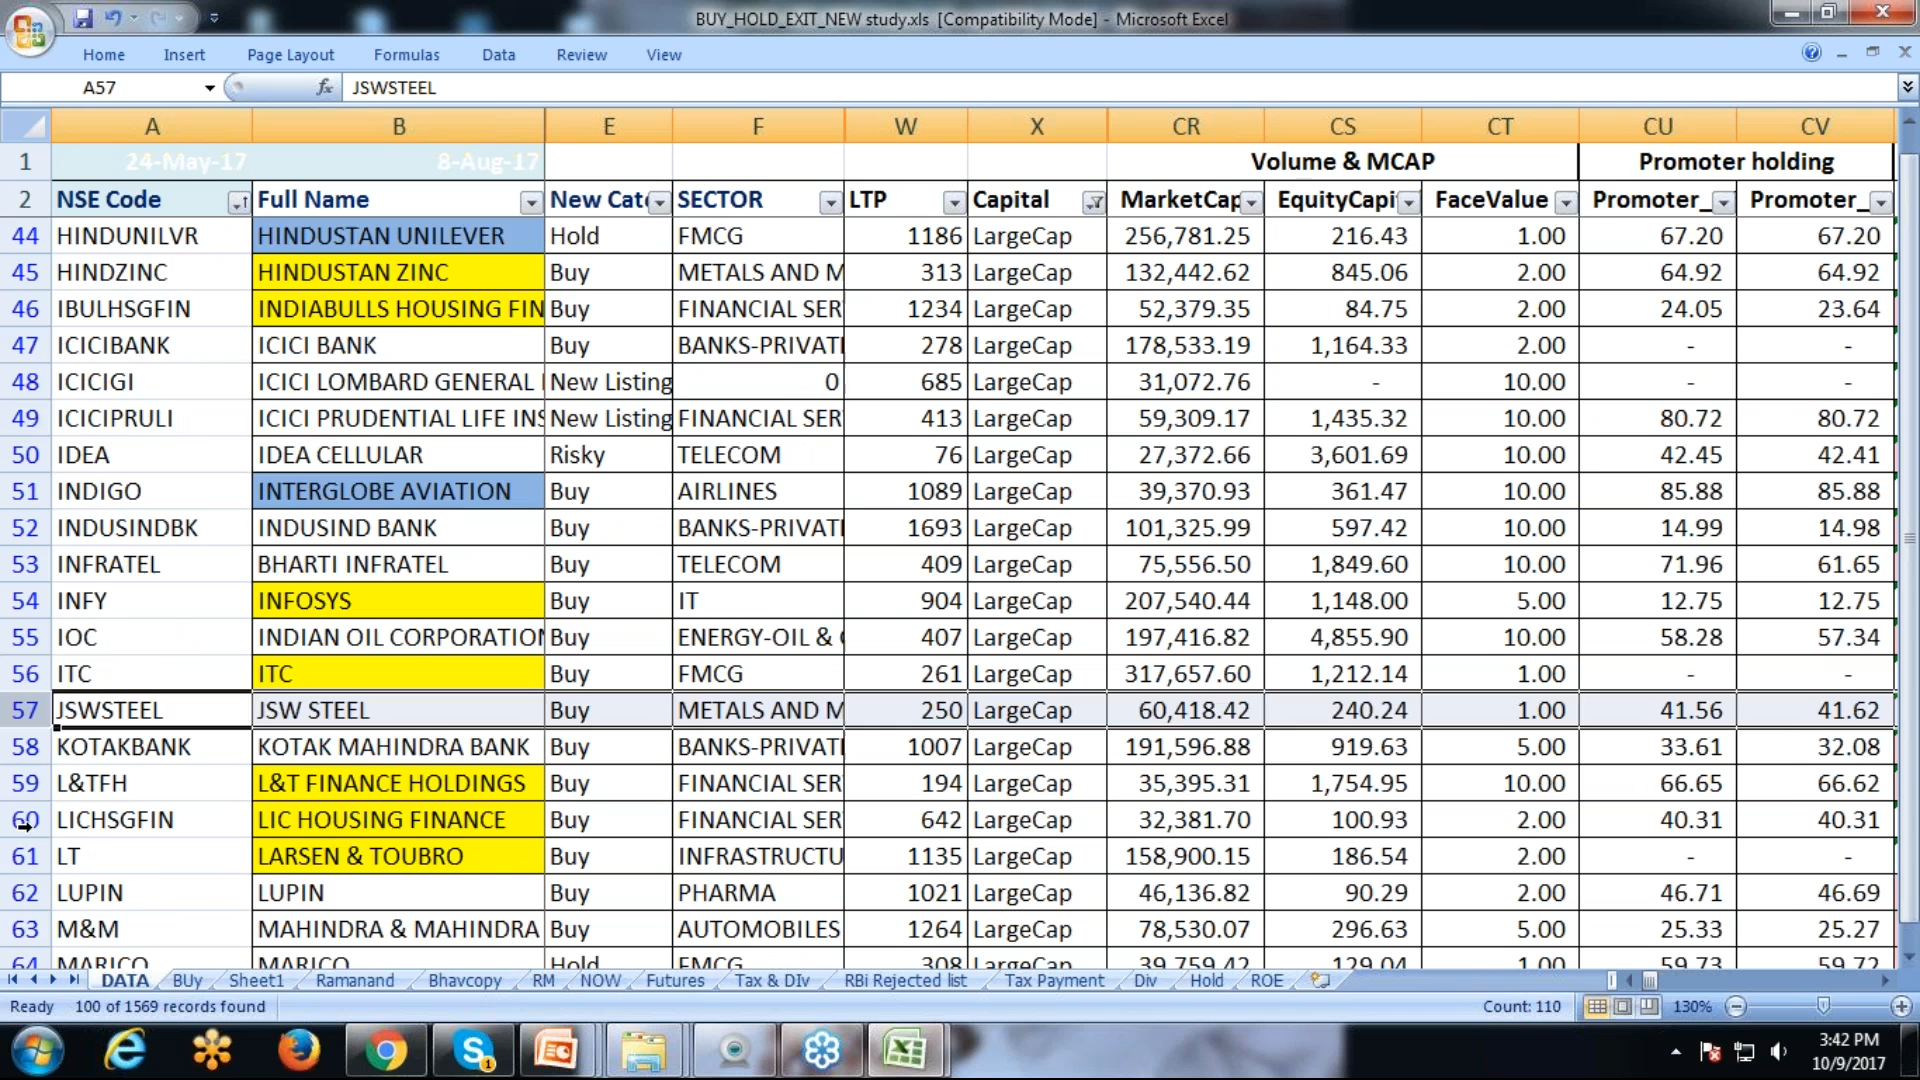 BUY_HOLD_EXIT_NEW study.xls [Compatibility Mode] - Microsoft Excel
Home Insert Page Layout Formulas Data Review View
A57 fx JSWSTEEL
A B E F W X CR CS CT CU CV
1 24-May-17 8-Aug-17 Volume & MCAP Promoter holding
2 NSE Code Full Name New Cat SECTOR LTP Capital MarketCap EquityCapi FaceValue Promoter_ Promoter_
44 HINDUNILVR HINDUSTAN UNILEVER Hold FMCG 1186 LargeCap 256,781.25 216.43 1.00 67.20 67.20
45 HINDZINC HINDUSTAN ZINC Buy METALS AND M 313 LargeCap 132,442.62 845.06 2.00 64.92 64.92
46 IBULHSGFIN INDIABULLS HOUSING FIN Buy FINANCIAL SER 1234 LargeCap 52,379.35 84.75 2.00 24.05 23.64
47 ICICIBANK ICICI BANK Buy BANKS-PRIVATE 278 LargeCap 178,533.19 1,164.33 2.00 - -
48 ICICIGI ICICI LOMBARD GENERAL New Listing 0 685 LargeCap 31,072.76 - 10.00 - -
49 ICICIPRULI ICICI PRUDENTIAL LIFE INS New Listing FINANCIAL SER 413 LargeCap 59,309.17 1,435.32 10.00 80.72 80.72
50 IDEA IDEA CELLULAR Risky TELECOM 76 LargeCap 27,372.66 3,601.69 10.00 42.45 42.41
51 INDIGO INTERGLOBE AVIATION Buy AIRLINES 1089 LargeCap 39,370.93 361.47 10.00 85.88 85.88
52 INDUSINDBK INDUSIND BANK Buy BANKS-PRIVATE 1693 LargeCap 101,325.99 597.42 10.00 14.99 14.98
53 INFRATEL BHARTI INFRATEL Buy TELECOM 409 LargeCap 75,556.50 1,849.60 10.00 71.96 61.65
54 INFY INFOSYS Buy IT 904 LargeCap 207,540.44 1,148.00 5.00 12.75 12.75
55 IOC INDIAN OIL CORPORATION Buy ENERGY-OIL & 407 LargeCap 197,416.82 4,855.90 10.00 58.28 57.34
56 ITC ITC Buy FMCG 261 LargeCap 317,657.60 1,212.14 1.00 - -
57 JSWSTEEL JSW STEEL Buy METALS AND M 250 LargeCap 60,418.42 240.24 1.00 41.56 41.62
58 KOTAKBANK KOTAK MAHINDRA BANK Buy BANKS-PRIVATE 1007 LargeCap 191,596.88 919.63 5.00 33.61 32.08
59 L&TFH L&T FINANCE HOLDINGS Buy FINANCIAL SER 194 LargeCap 35,395.31 1,754.95 10.00 66.65 66.62
60 LICHSGFIN LIC HOUSING FINANCE Buy FINANCIAL SER 642 LargeCap 32,381.70 100.93 2.00 40.31 40.31
61 LT LARSEN & TOUBRO Buy INFRASTRUCTU 1135 LargeCap 158,900.15 186.54 2.00 - -
62 LUPIN LUPIN Buy PHARMA 1021 LargeCap 46,136.82 90.29 2.00 46.71 46.69
63 M&M MAHINDRA & MAHINDRA Buy AUTOMOBILES 1264 LargeCap 78,530.07 296.63 5.00 25.33 25.27
64 MARICO MARICO Hold FMCG 308 LargeCap 39,759.42 129.04 1.00 59.73 59.72
DATA BUy Sheet1 Ramanand Bhavcopy RM NOW Futures Tax & DIv RBi Rejected list Tax Payment Div Hold ROE
Ready 100 of 1569 records found Count: 110 130%
3:42 PM
10/9/2017